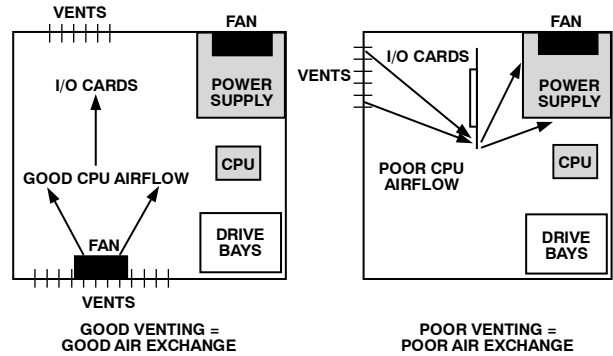 VENTS
FAN
I/O CARDS
POWER
SUPPLY
CPU
GOOD CPU AIRFLOW
FAN
DRIVE
BAYS
VENTS
GOOD VENTING =
GOOD AIR EXCHANGE
FAN
I/O CARDS
VENTS
POWER
SUPPLY
CPU
POOR CPU
AIRFLOW
DRIVE
BAYS
POOR VENTING =
POOR AIR EXCHANGE